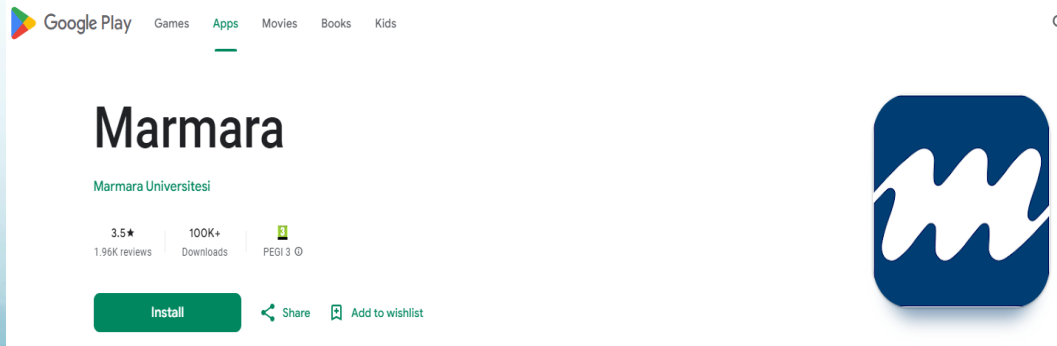 Google Play Games Apps Movies Books Kids
Marmara
Marmara Universitesi
3.5★ 100K+ 3
1.96K reviews Downloads PEGI 3
Install Share Add to wishlist